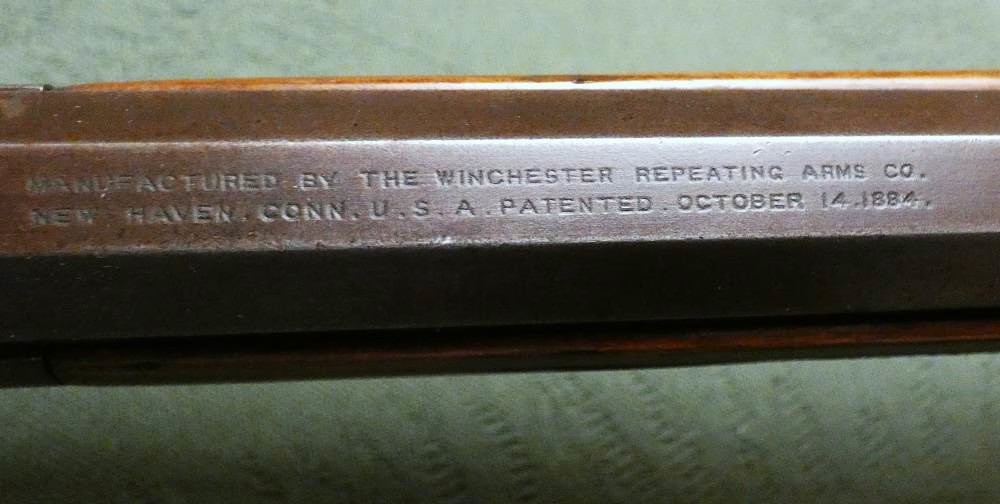 MANUFACTURED BY THE WINCHESTER REPEATING ARMS CO.
NEW HAVEN. CONN. U. S. A. PATENTED. OCTOBER 14.1884.